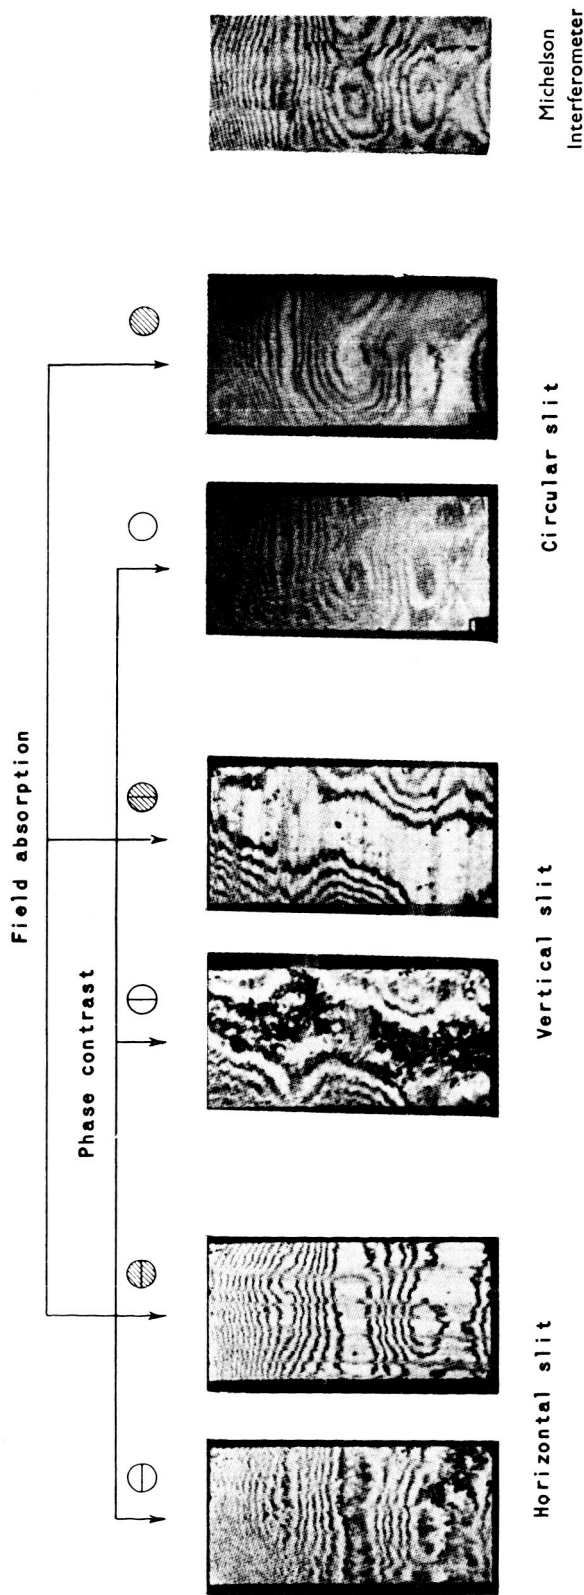 Field absorption
Phase contrast
Horizontal slit
Vertical slit
Circular slit
Michelson
Interferometer